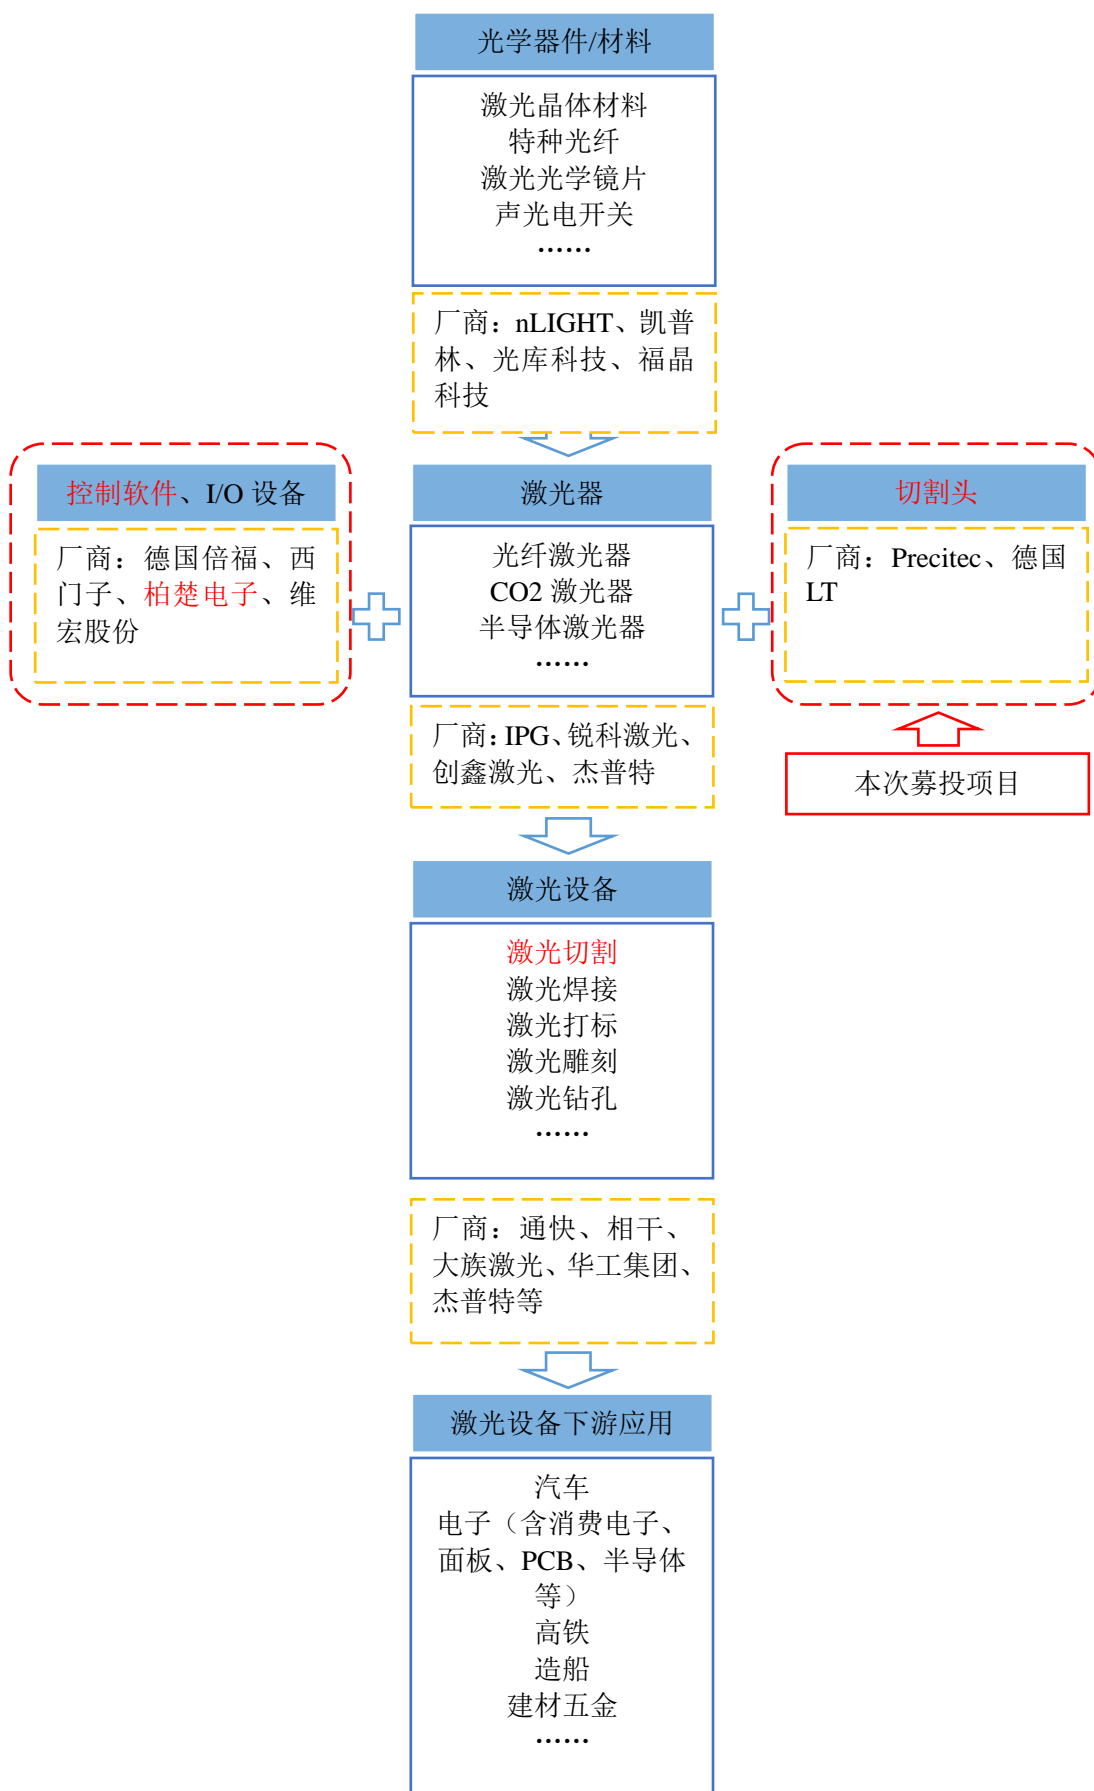 光学器件/材料
激光晶体材料
特种光纤
激光光学镜片
声光电开关
……
厂商：nLIGHT、凯普
林、光库科技、福晶
科技
控制软件、I/O 设备
厂商：德国倍福、西
门子、柏楚电子、维
宏股份
激光器
光纤激光器
CO2 激光器
半导体激光器
……
厂商：IPG、锐科激光、
创鑫激光、杰普特
切割头
厂商：Precitec、德国
LT
本次募投项目
激光设备
激光切割
激光焊接
激光打标
激光雕刻
激光钻孔
……
厂商：通快、相干、
大族激光、华工集团、
杰普特等
激光设备下游应用
汽车
电子（含消费电子、
面板、PCB、半导体
等）
高铁
造船
建材五金
……